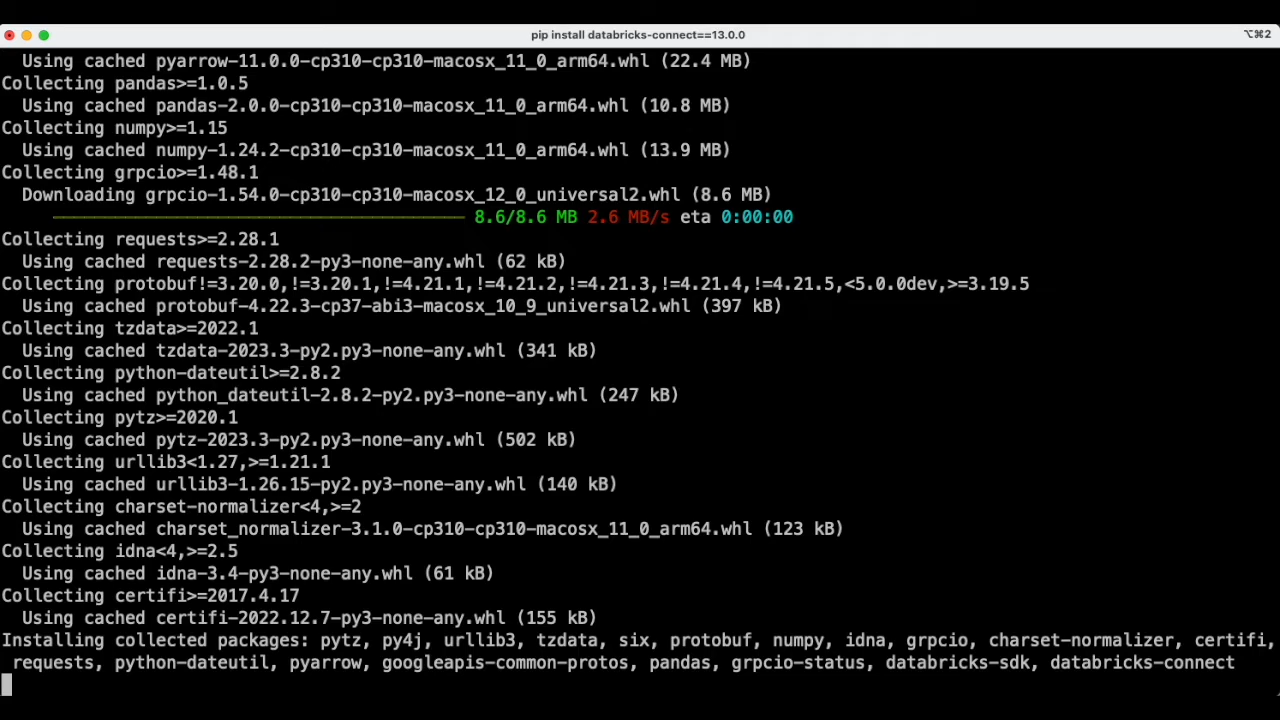 pip install databricks-connect==13.0.0
⌥⌘2
Using cached pyarrow-11.0.0-cp310-cp310-macosx_11_0_arm64.whl (22.4 MB)
Collecting pandas>=1.0.5
Using cached pandas-2.0.0-cp310-cp310-macosx_11_0_arm64.whl (10.8 MB)
Collecting numpy>=1.15
Using cached numpy-1.24.2-cp310-cp310-macosx_11_0_arm64.whl (13.9 MB)
Collecting grpcio>=1.48.1
Downloading grpcio-1.54.0-cp310-cp310-macosx_12_0_universal2.whl (8.6 MB)
8.6/8.6 MB 2.6 MB/s eta 0:00:00
Collecting requests>=2.28.1
Using cached requests-2.28.2-py3-none-any.whl (62 kB)
Collecting protobuf!=3.20.0,!=3.20.1,!=4.21.1,!=4.21.2,!=4.21.3,!=4.21.4,!=4.21.5,<5.0.0dev,>=3.19.5
Using cached protobuf-4.22.3-cp37-abi3-macosx_10_9_universal2.whl (397 kB)
Collecting tzdata>=2022.1
Using cached tzdata-2023.3-py2.py3-none-any.whl (341 kB)
Collecting python-dateutil>=2.8.2
Using cached python_dateutil-2.8.2-py2.py3-none-any.whl (247 kB)
Collecting pytz>=2020.1
Using cached pytz-2023.3-py2.py3-none-any.whl (502 kB)
Collecting urllib3<1.27,>=1.21.1
Using cached urllib3-1.26.15-py2.py3-none-any.whl (140 kB)
Collecting charset-normalizer<4,>=2
Using cached charset_normalizer-3.1.0-cp310-cp310-macosx_11_0_arm64.whl (123 kB)
Collecting idna<4,>=2.5
Using cached idna-3.4-py3-none-any.whl (61 kB)
Collecting certifi>=2017.4.17
Using cached certifi-2022.12.7-py3-none-any.whl (155 kB)
Installing collected packages: pytz, py4j, urllib3, tzdata, six, protobuf, numpy, idna, grpcio, charset-normalizer, certifi,
requests, python-dateutil, pyarrow, googleapis-common-protos, pandas, grpcio-status, databricks-sdk, databricks-connect